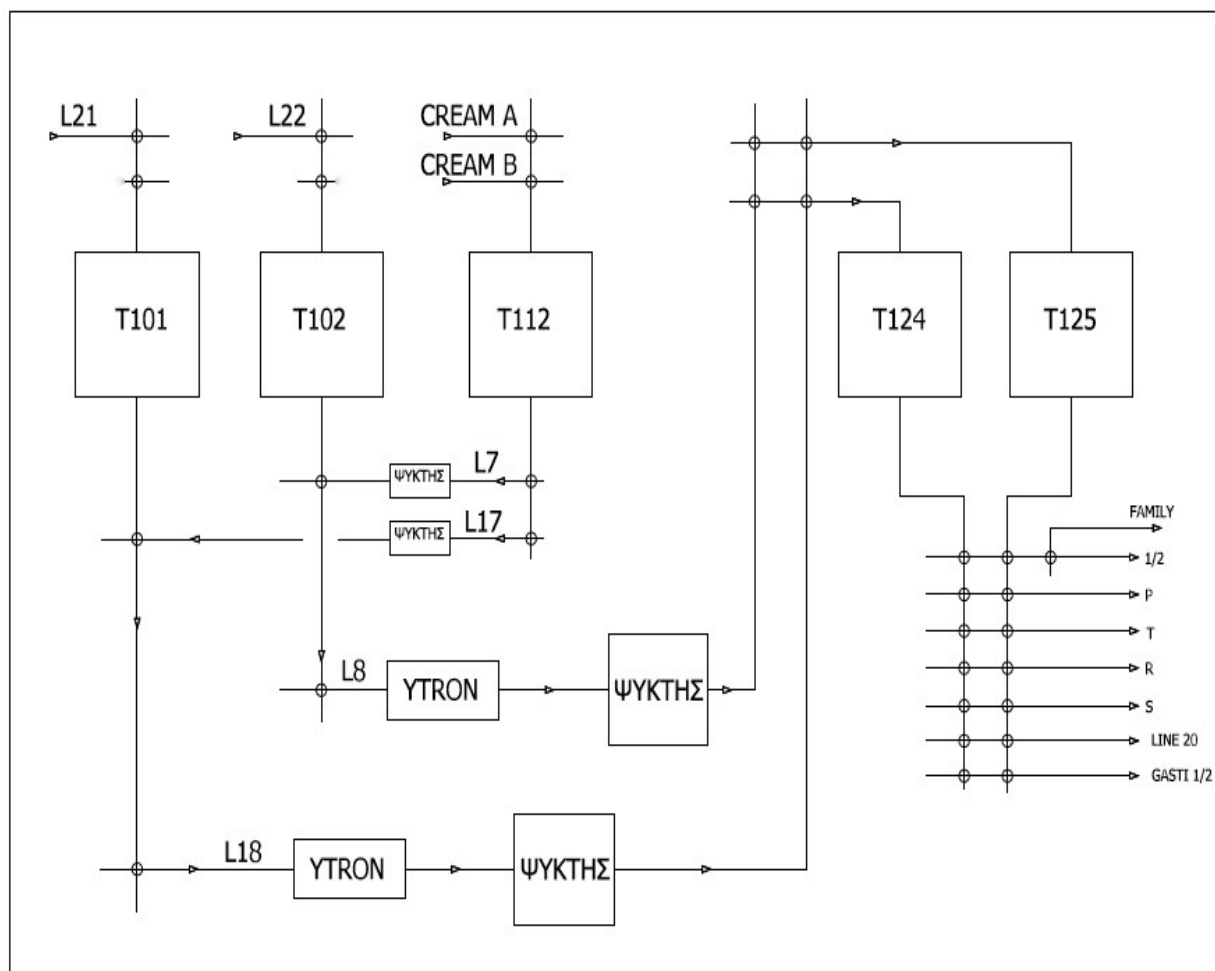 L21
L22
CREAM A
CREAM B
T101
T102
T112
T124
T125
ΨΥΚΤΗΣ
L7
ΨΥΚΤΗΣ
L17
FAMILY
1/2
P
T
R
S
LINE 20
GASTI 1/2
L8
YTRON
ΨΥΚΤΗΣ
L18
YTRON
ΨΥΚΤΗΣ